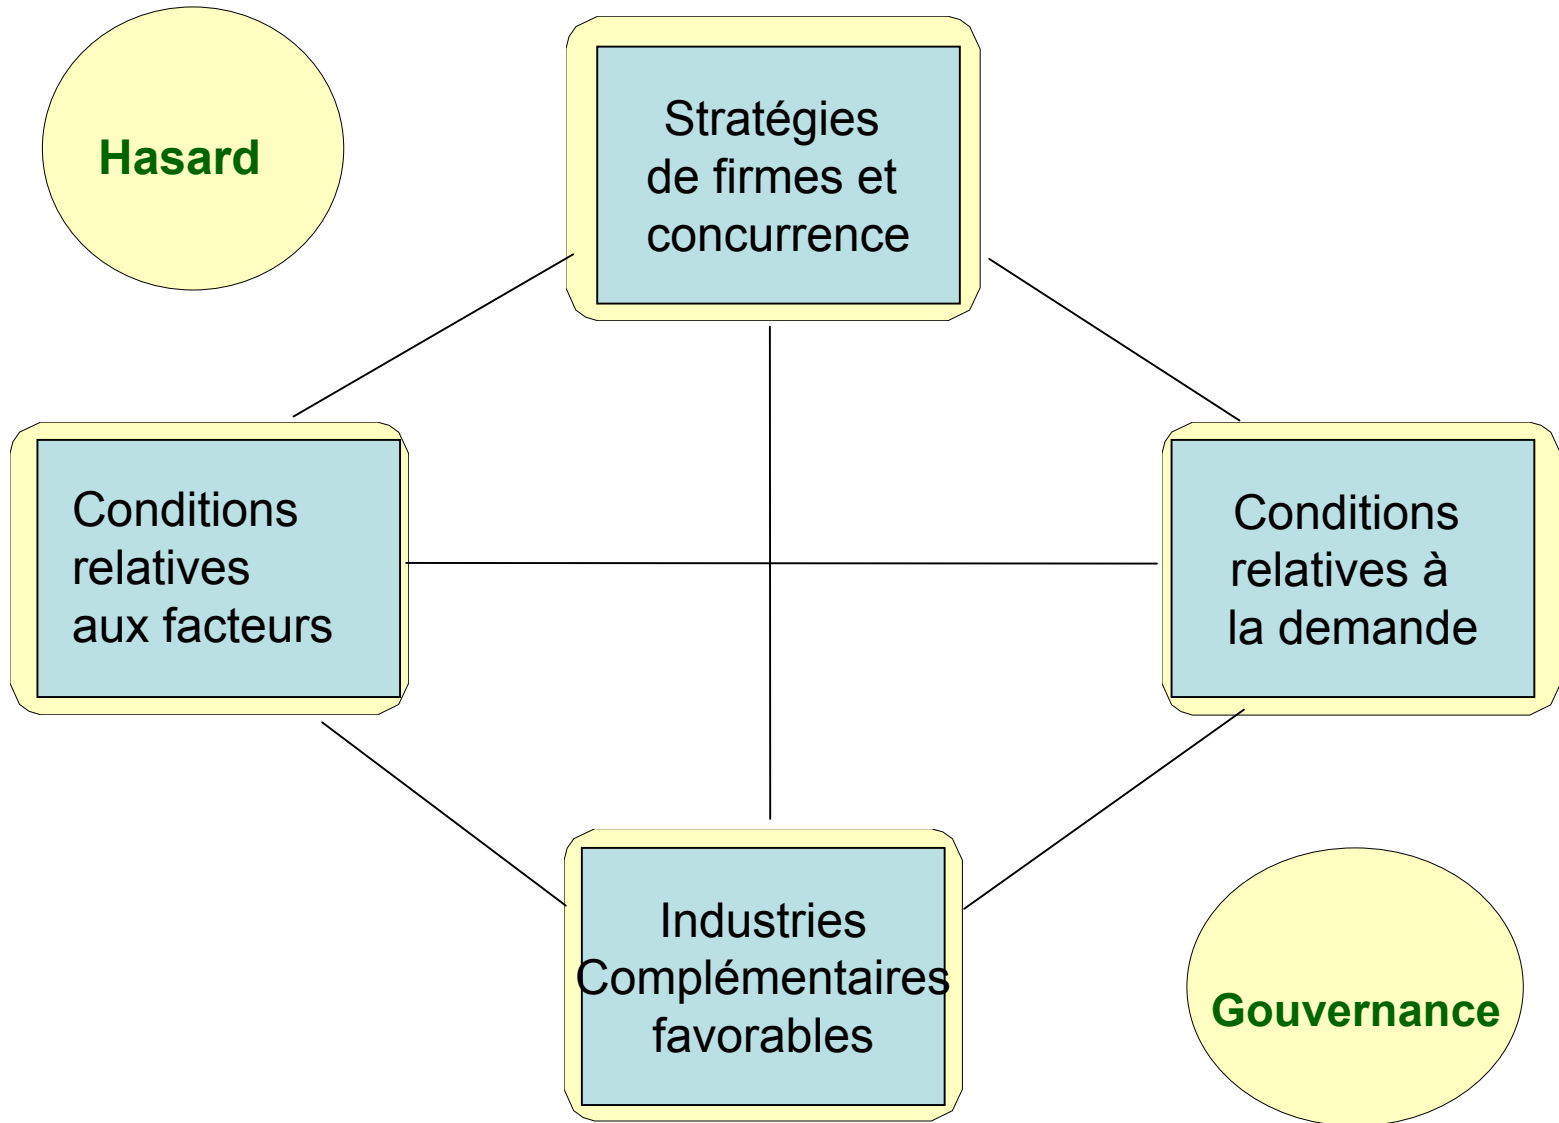 Hasard
Stratégies
de firmes et
concurrence
Conditions
relatives
aux facteurs
Conditions
relatives à
la demande
Industries
Complémentaires
favorables
Gouvernance